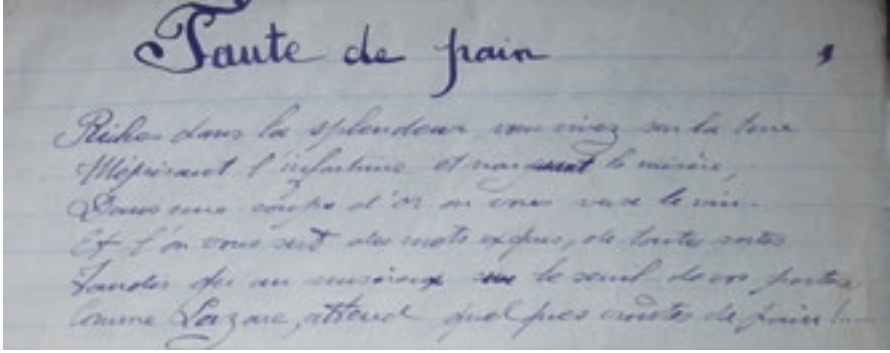 Faute de pain
Riches dans la splendeur, vous vivez sur la terre
Méprisant l'infortune et narguant la misère,
Dans une coupe d'or on vous verse le vin.
Et l'on vous sert des mets exquis, de toutes sortes
Tandis qu'un miséreux sur le seuil de vos portes
Comme Lazare, attend quelques croûtes de pain !...